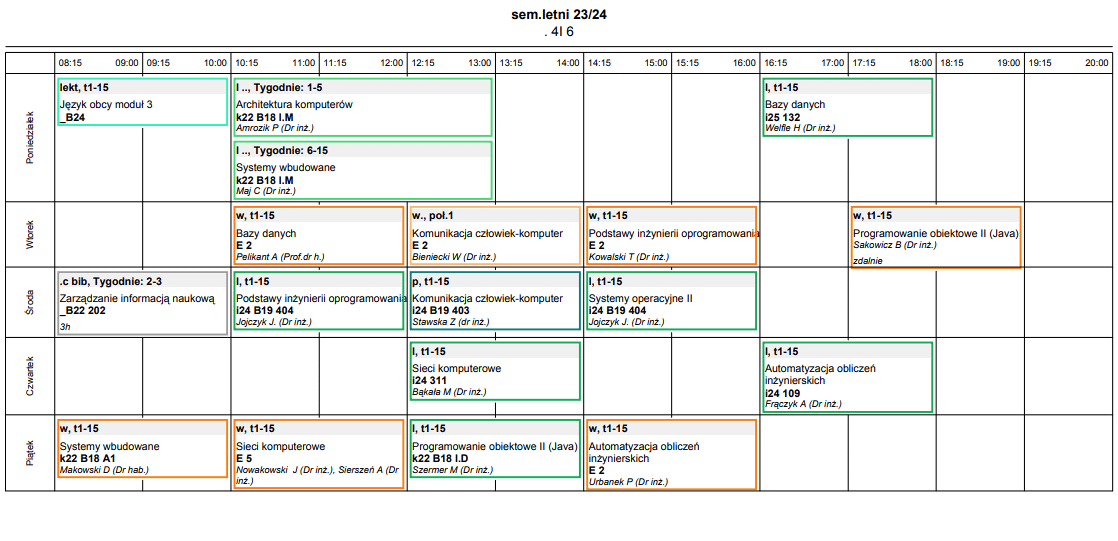 sem.letni 23/24
. 4I 6
08:15 09:00 09:15 10:00 10:15 11:00 11:15 12:00 12:15 13:00 13:15 14:00 14:15 15:00 15:15 16:00 16:15 17:00 17:15 18:00 18:15 19:00 19:15 20:00
Poniedziałek
lekt, t1-15
Język obcy moduł 3
_B24
l .., Tygodnie: 1-5
Architektura komputerów
k22 B18 I.M
Amrozik P (Dr inż.)
l .., Tygodnie: 6-15
Systemy wbudowane
k22 B18 I.M
Maj C (Dr inż.)
l, t1-15
Bazy danych
i25 132
Welfle H (Dr inż.)
Wtorek
w, t1-15
Bazy danych
E 2
Pelikant A (Prof.dr h.)
w., poł.1
Komunikacja człowiek-komputer
E 2
Bieniecki W (Dr inż.)
w, t1-15
Podstawy inżynierii oprogramowania
E 2
Kowalski T (Dr inż.)
w, t1-15
Programowanie obiektowe II (Java)
Sakowicz B (Dr inż.)
zdalnie
Środa
.c bib, Tygodnie: 2-3
Zarządzanie informacją naukową
_B22 202
3h
l, t1-15
Podstawy inżynierii oprogramowania
i24 B19 404
Jojczyk J. (Dr inż.)
p, t1-15
Komunikacja człowiek-komputer
i24 B19 403
Stawska Z (dr inż.)
l, t1-15
Systemy operacyjne II
i24 B19 404
Jojczyk J. (Dr inż.)
Czwartek
l, t1-15
Sieci komputerowe
i24 311
Bąkała M (Dr inż.)
l, t1-15
Automatyzacja obliczeń
inżynierskich
i24 109
Frączyk A (Dr inż.)
Piątek
w, t1-15
Systemy wbudowane
k22 B18 A1
Makowski D (Dr hab.)
w, t1-15
Sieci komputerowe
E 5
Nowakowski J (Dr inż.), Sierszeń A (Dr
inż.)
l, t1-15
Programowanie obiektowe II (Java)
k22 B18 I.D
Szermer M (Dr inż.)
w, t1-15
Automatyzacja obliczeń
inżynierskich
E 2
Urbanek P (Dr inż.)